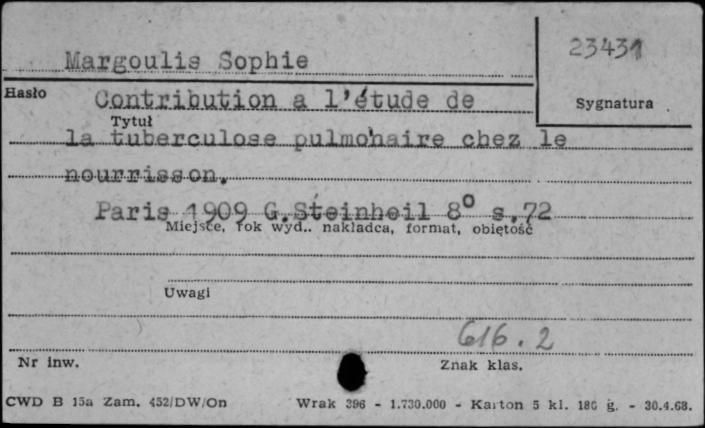 23431
Margoulis Sophie
Hasło
Contribution a l'étude de
Sygnatura
Tytuł
la tuberculose pulmonaire chez le
nourrisson.
Paris 1909 G.Steinheil 8° s.72
Miejsce, rok wyd.. nakładca, format, objętość
Uwagi
616.2
Nr inw.
Znak klas.
CWD B 15a Zam. 452/DW/On Wrak 396 - 1.730.000 - Karton 5 kl. 180 g. - 30.4.68.